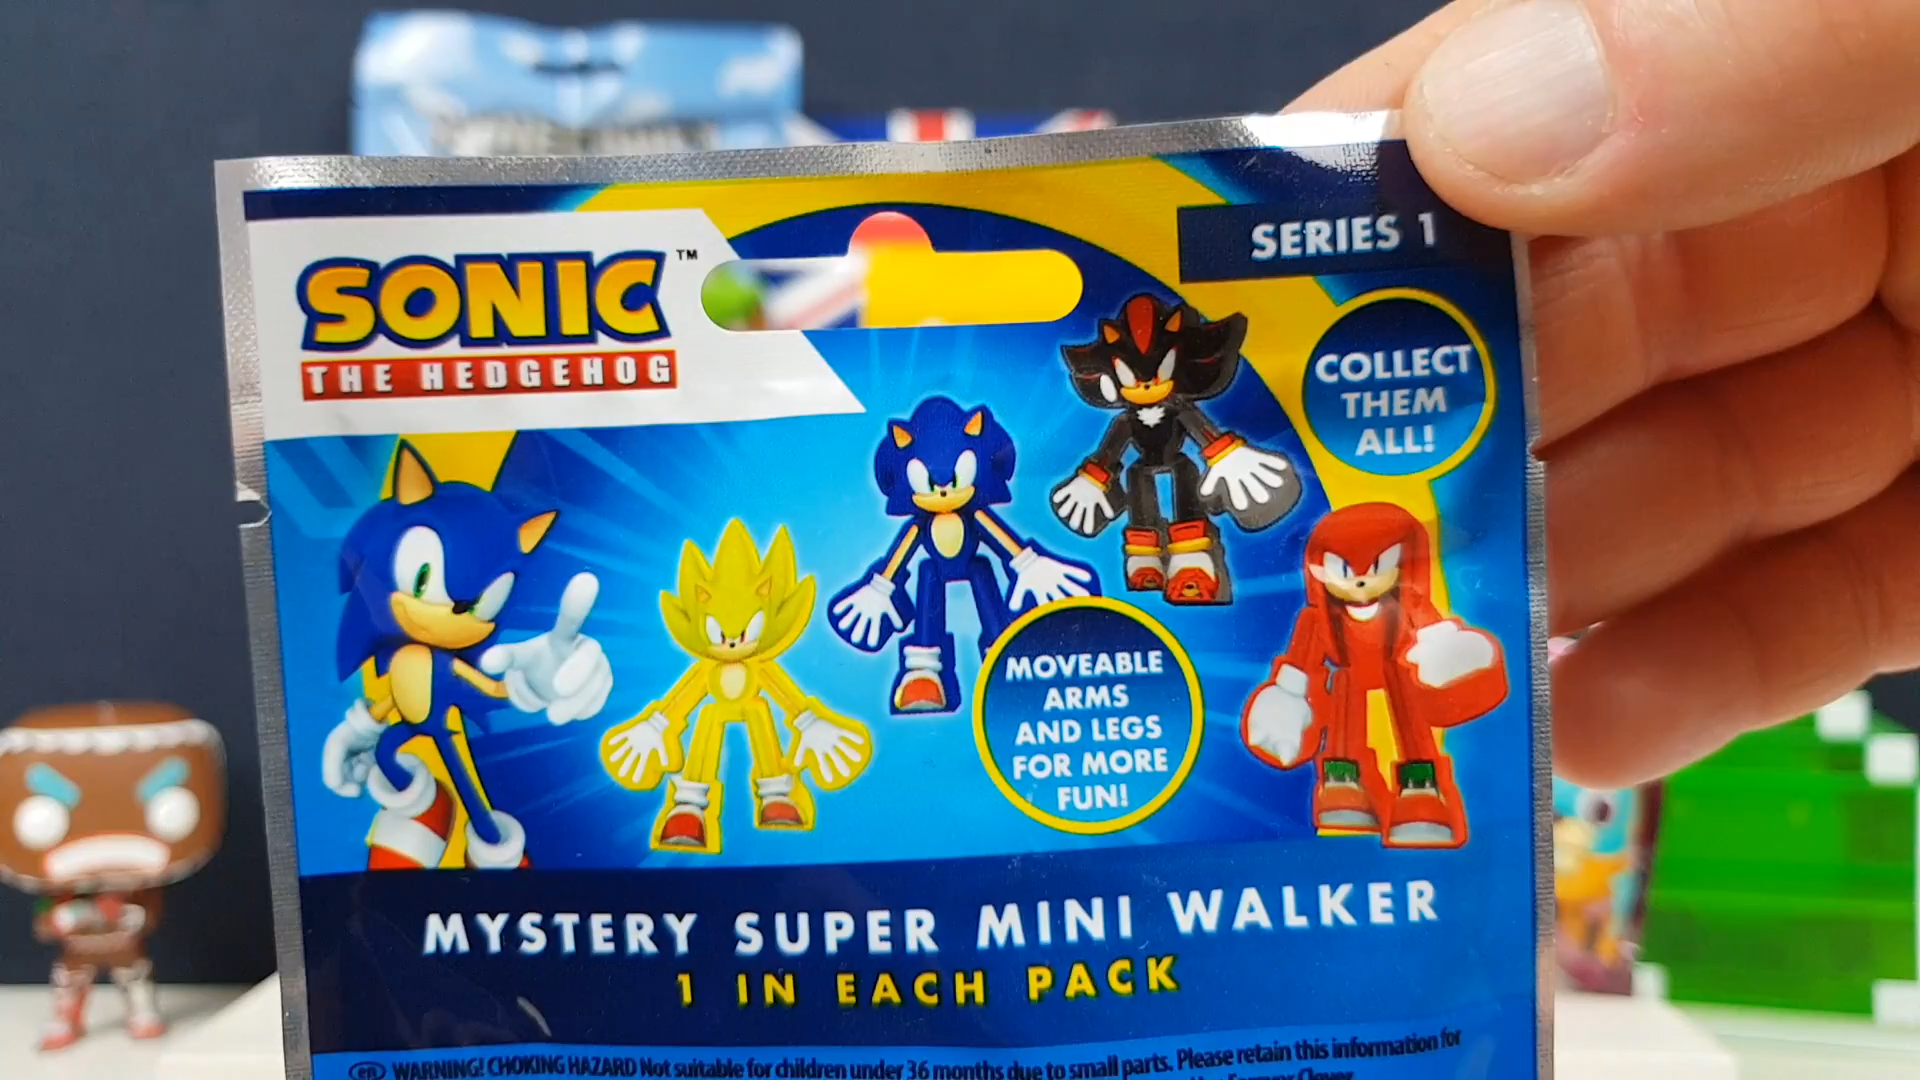 SONIC™
THE HEDGEHOG
SERIES 1
COLLECT
THEM
ALL!
MOVEABLE
ARMS
AND LEGS
FOR MORE
FUN!
MYSTERY SUPER MINI WALKER
1 IN EACH PACK
en WARNING! CHOKING HAZARD Not suitable for children under 36 months due to small parts. Please retain this information for